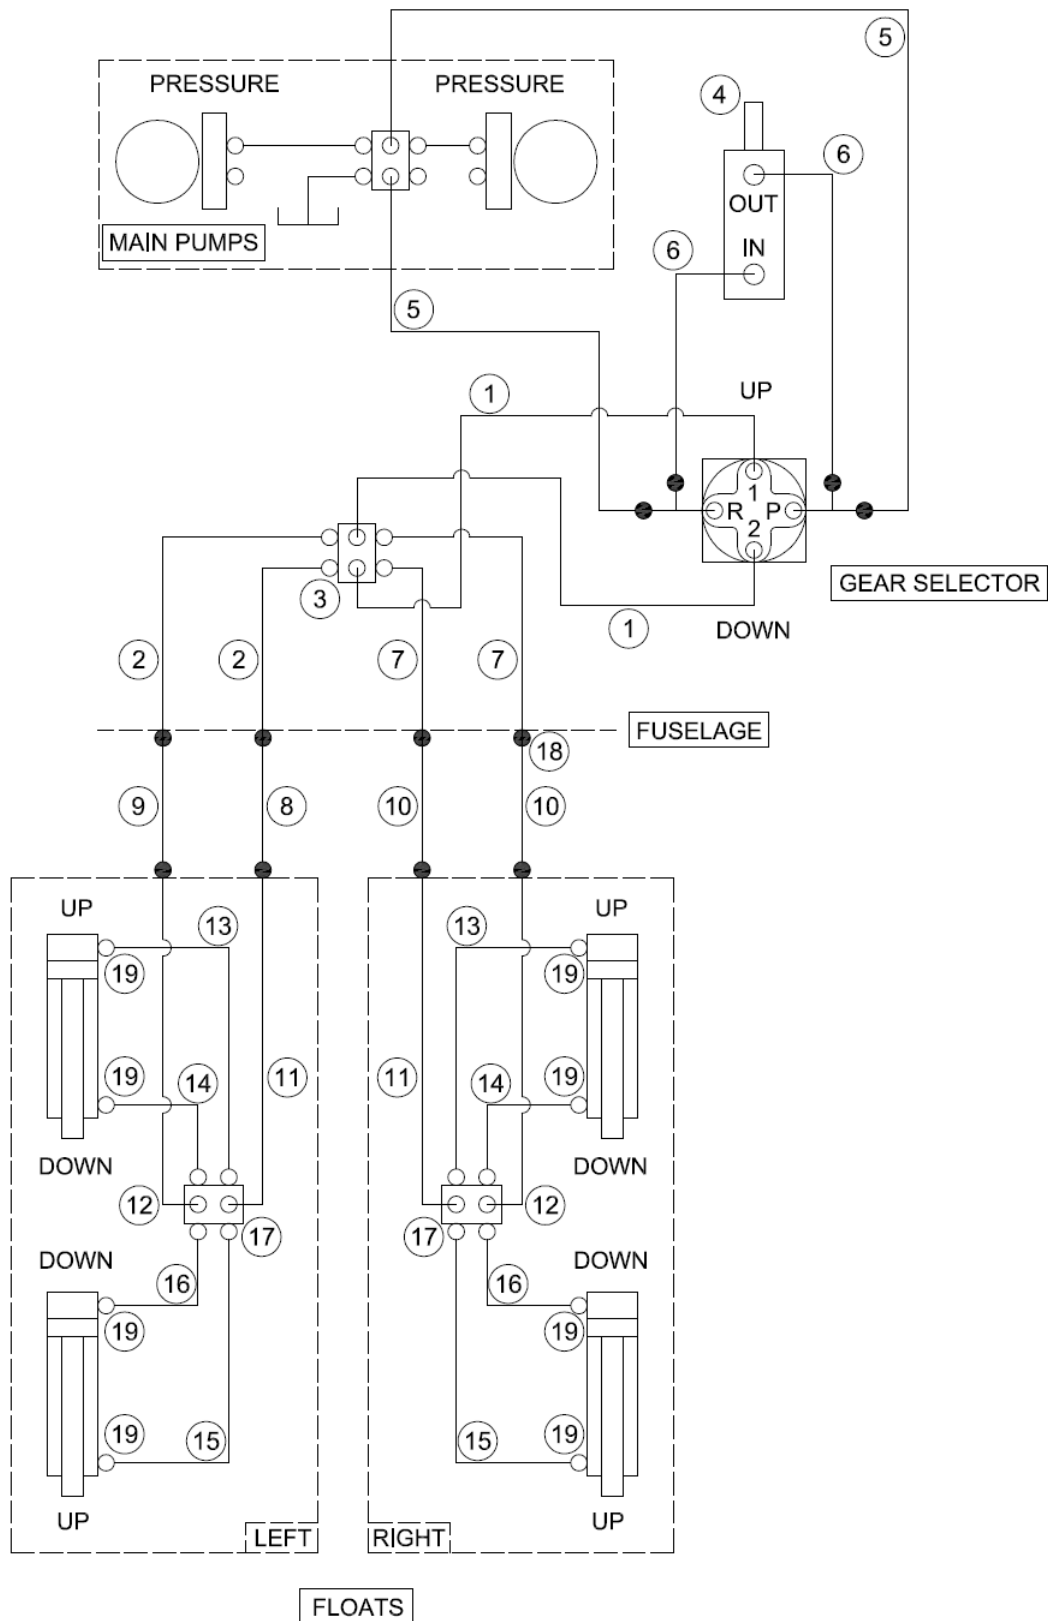 5
PRESSURE PRESSURE
4
6
OUT
MAIN PUMPS
6
IN
5
UP
1
1
R P
2
GEAR SELECTOR
3
1
DOWN
2 2 7 7
FUSELAGE
18
9 8 10 10
UP
13
13
UP
19
19
19
14
11
11
14
19
DOWN
DOWN
12
17
17
12
DOWN
DOWN
16
16
19
19
19
15
15
19
UP
UP
LEFT
RIGHT
FLOATS